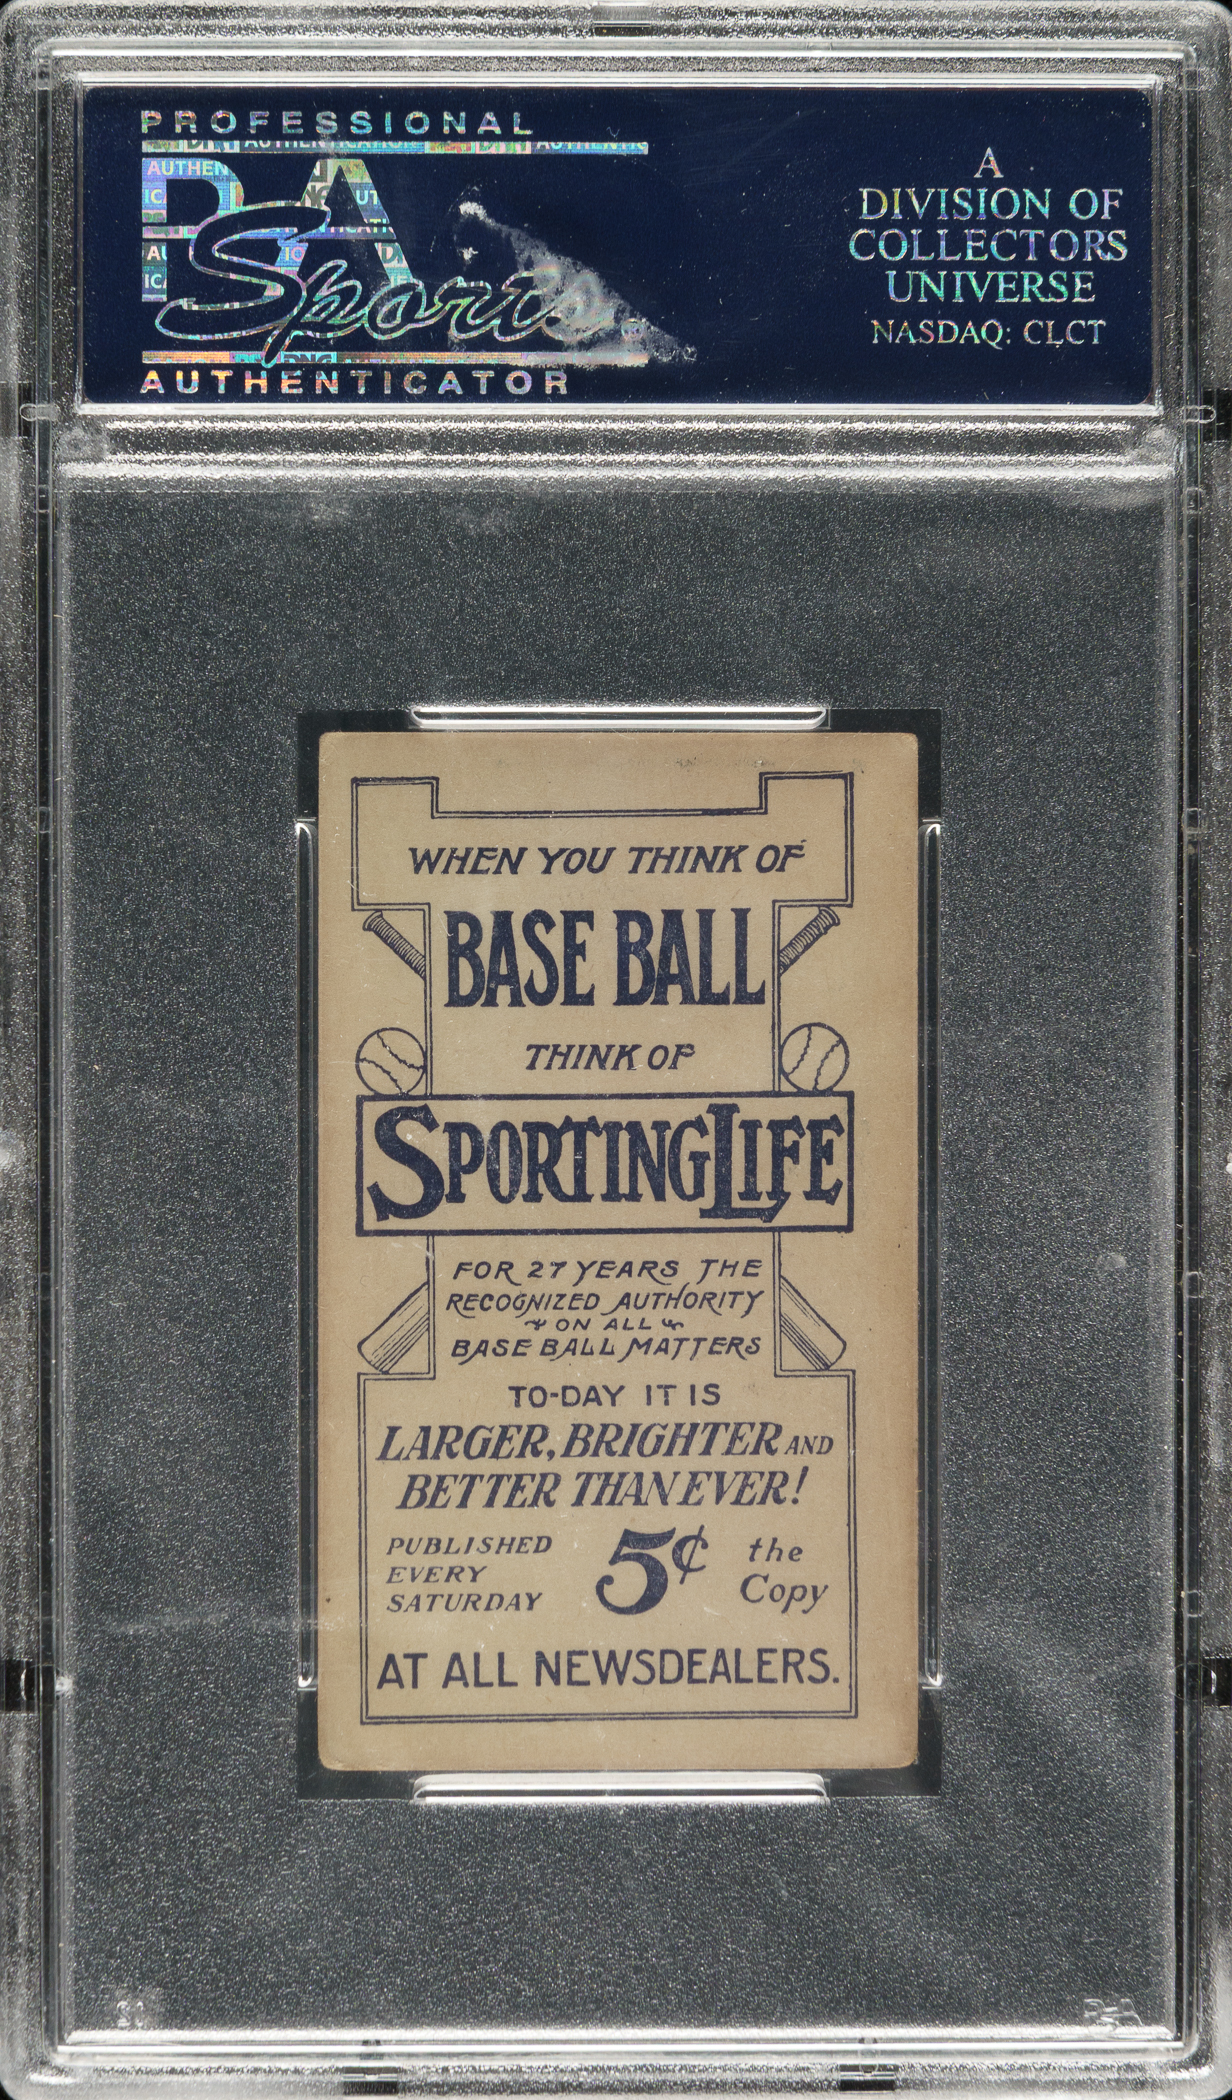 PROFESSIONAL
PSA
Sports
AUTHENTICATOR
A
DIVISION OF
COLLECTORS
UNIVERSE
NASDAQ: CLCT
WHEN YOU THINK OF
BASE BALL
THINK OF
SPORTING LIFE
FOR 27 YEARS THE
RECOGNIZED AUTHORITY
ON ALL
BASE BALL MATTERS
TO-DAY IT IS
LARGER, BRIGHTER AND
BETTER THAN EVER!
PUBLISHED
EVERY
SATURDAY
5¢
the
Copy
AT ALL NEWSDEALERS.
PSA